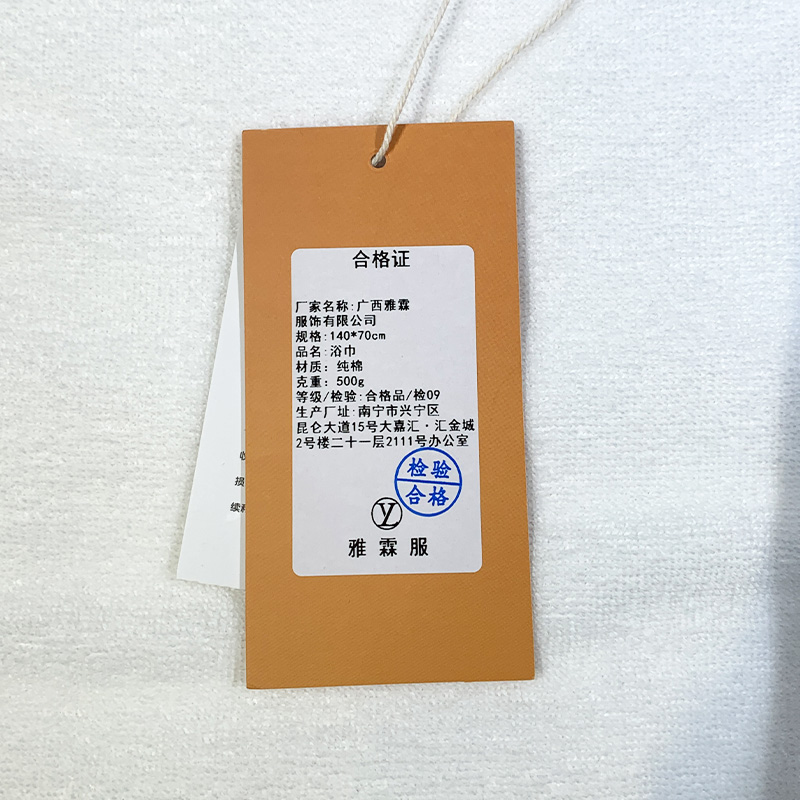 合格证
厂家名称:广西雅霖
服饰有限公司
规格:140*70cm
品名:浴巾
材质：纯棉
克重：500g
等级/检验:合格品/检09
生产厂址:南宁市兴宁区
昆仑大道15号大嘉汇·汇金城
2号楼二十一层2111号办公室
检验
合格
雅霖服
损
续